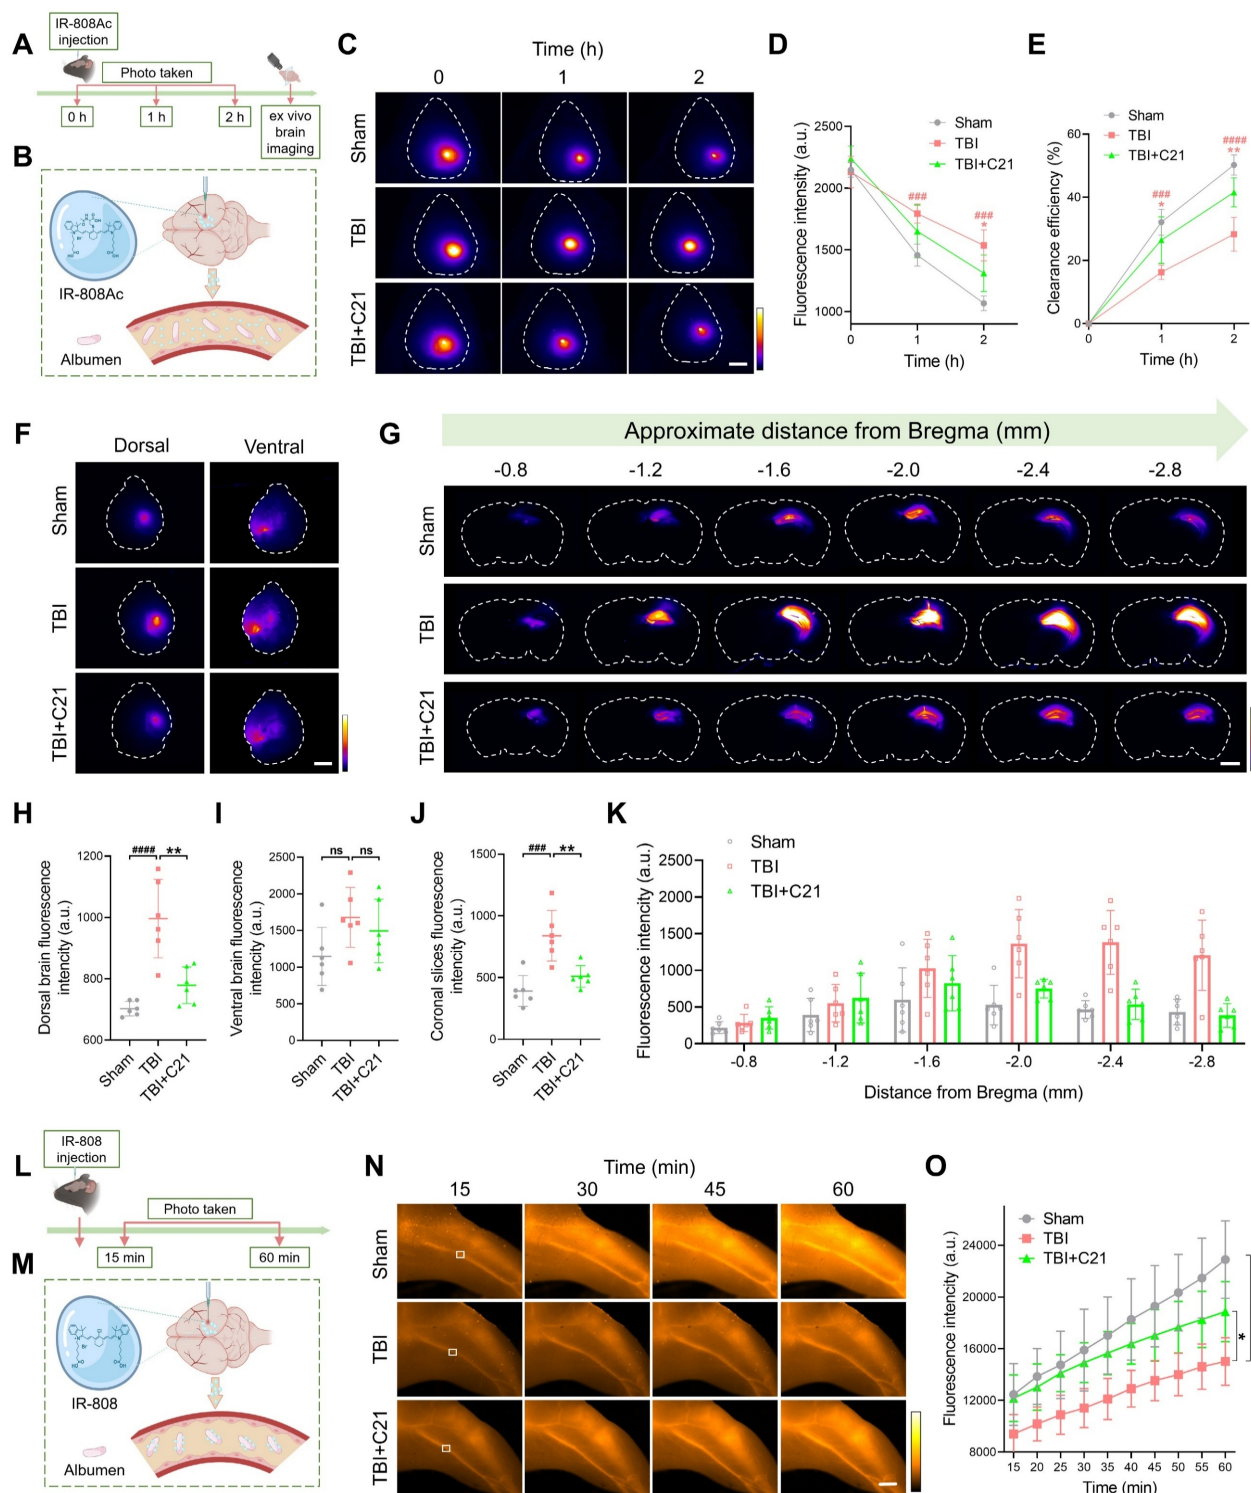 A
IR-808Ac
injection
Photo taken
0 h
1 h
2 h
ex vivo
brain
imaging
B
IR-808Ac
Albumen
C
Time (h)
0
1
2
Sham
TBI
TBI+C21
D
Fluorescence intensity (a.u.)
2500
2000
1500
1000
Sham
TBI
TBI+C21
###
###
*
0
1
2
Time (h)
E
Clearance efficiency (%)
60
40
20
0
Sham
TBI
TBI+C21
###
*
####
**
0
1
2
Time (h)
F
Dorsal
Ventral
Sham
TBI
TBI+C21
G
Approximate distance from Bregma (mm)
-0.8
-1.2
-1.6
-2.0
-2.4
-2.8
Sham
TBI
TBI+C21
H
Dorsal brain fluorescence
intencity (a.u.)
1200
1000
800
600
####
**
Sham
TBI
TBI+C21
I
Ventral brain fluorescence
intencity (a.u.)
2500
2000
1500
1000
500
0
ns
ns
Sham
TBI
TBI+C21
J
Coronal slices fluorescence
intencity (a.u.)
1500
1000
500
0
###
**
Sham
TBI
TBI+C21
K
Sham
TBI
TBI+C21
Fluorescence intencity (a.u.)
2500
2000
1500
1000
500
0
-0.8
-1.2
-1.6
-2.0
-2.4
-2.8
Distance from Bregma (mm)
L
IR-808
injection
Photo taken
15 min
60 min
M
IR-808
Albumen
N
Time (min)
15
30
45
60
Sham
TBI
TBI+C21
O
Fluorescence intencity (a.u.)
24000
20000
16000
12000
8000
Sham
TBI
TBI+C21
*
15 20 25 30 35 40 45 50 55 60
Time (min)